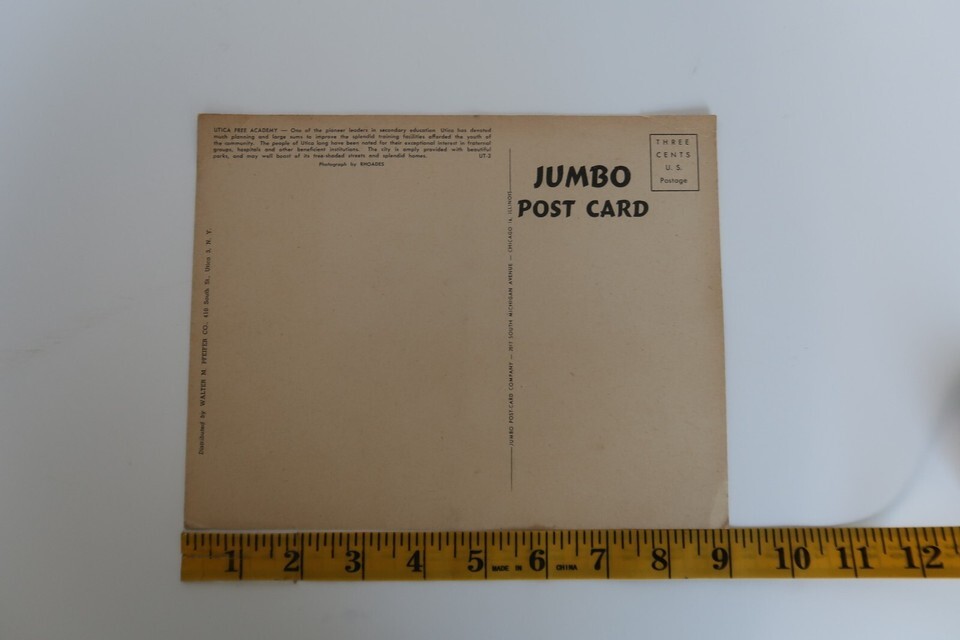 UTICA FREE ACADEMY — One of the pioneer leaders in secondary education. Utica has donated
much planning and large sums to improve the splendid training facilities afforded the youth of
the community. The people of Utica long have been noted for their exceptional interest in fraternal
groups, hospitals and other beneficient institutions. The city is amply provided with beautiful
parks, and may well boast of its tree-shaded streets and splendid homes. UT-2
Photograph by RHOADES
Distributed by WALTER M. PFEIFER CO., 410 South St., Utica 3, N. Y.
JUMBO POST-CARD COMPANY — 1917 SOUTH MICHIGAN AVENUE — CHICAGO 16, ILLINOIS
JUMBO
POST CARD
THREE
CENTS
U. S.
Postage
1 2 3 4 5 6 7 8 9 10 11 12
MADE IN CHINA